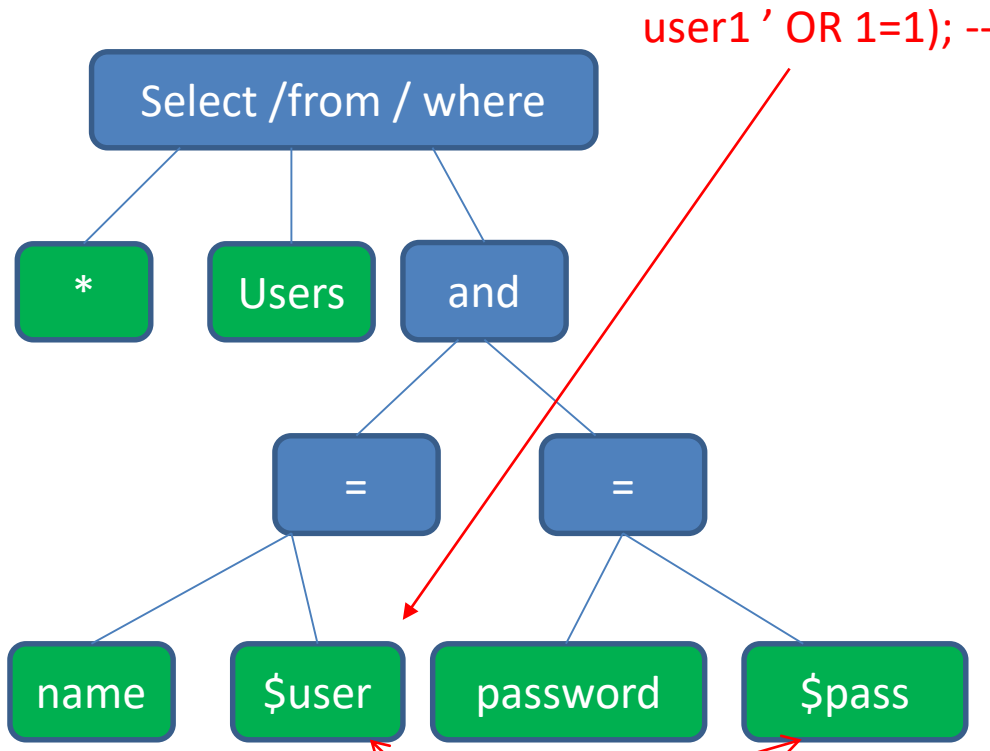 user1 ’ OR 1=1); --
Select /from / where
*
Users
and
=
=
name
$user
password
$pass